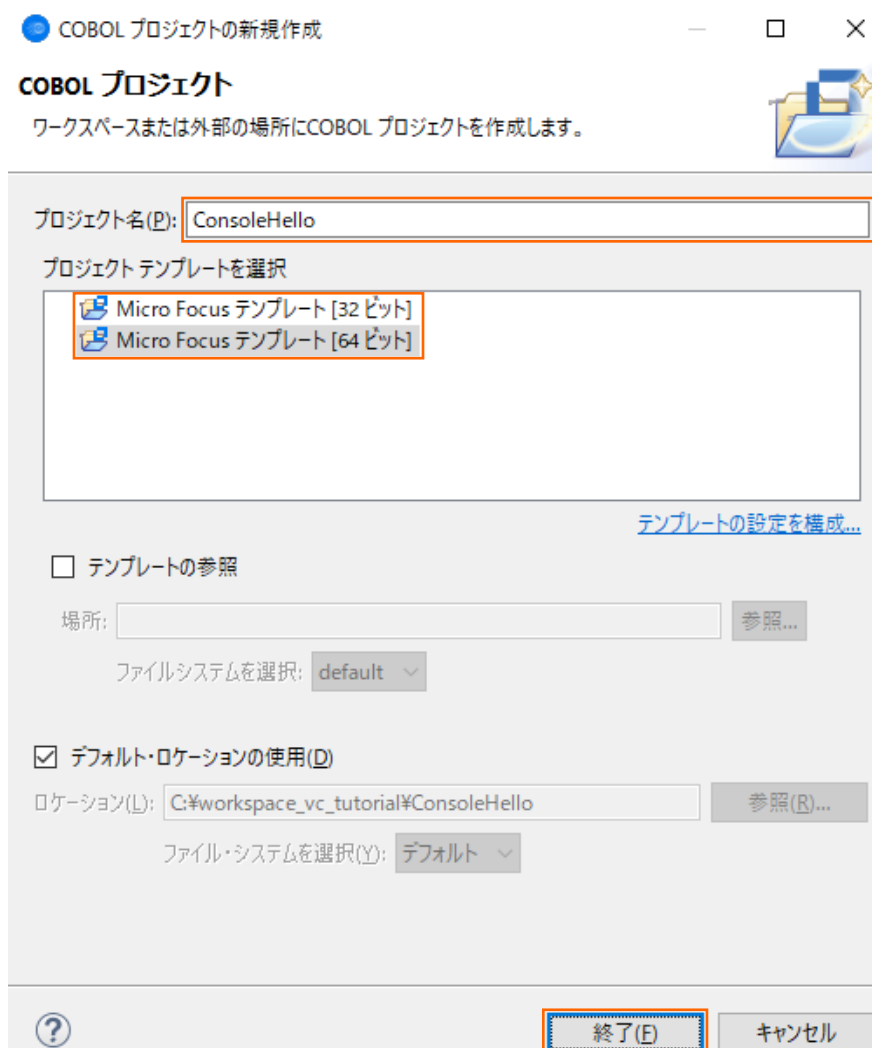 COBOL プロジェクトの新規作成
COBOL プロジェクト
ワークスペースまたは外部の場所にCOBOL プロジェクトを作成します。
プロジェクト名(P): ConsoleHello
プロジェクト テンプレートを選択
Micro Focus テンプレート [32 ビット]
Micro Focus テンプレート [64 ビット]
テンプレートの設定を構成...
テンプレートの参照
場所: 参照...
ファイルシステムを選択: default
デフォルト・ロケーションの使用(D)
ロケーション(L): C:¥workspace_vc_tutorial¥ConsoleHello 参照(R)...
ファイル・システムを選択(Y): デフォルト
終了(F) キャンセル